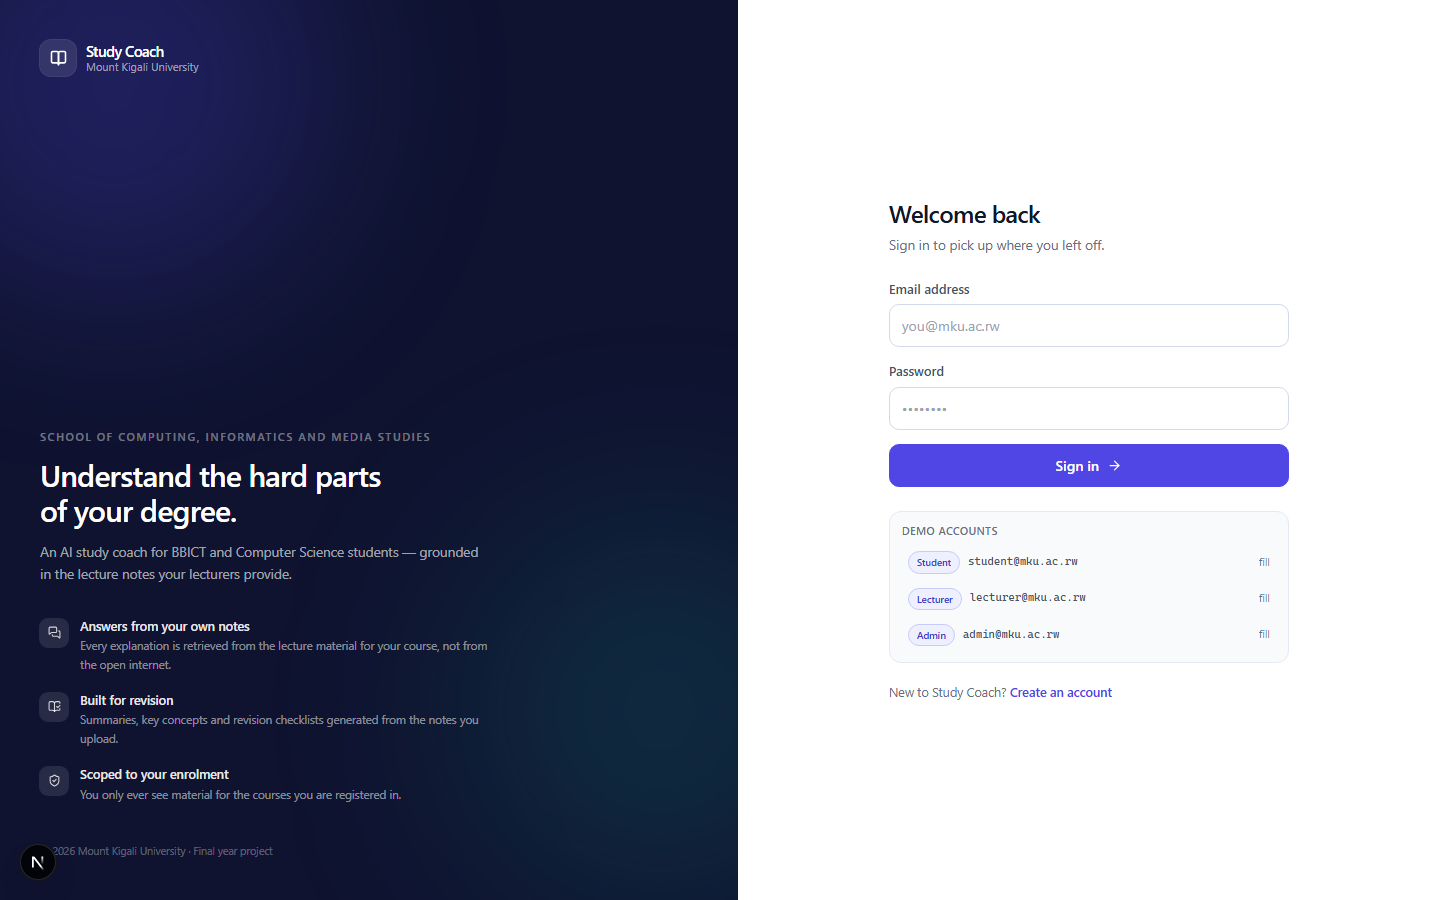 Study Coach
Mount Kigali University
SCHOOL OF COMPUTING, INFORMATICS AND MEDIA STUDIES
Understand the hard parts
of your degree.
An AI study coach for BBICT and Computer Science students — grounded
in the lecture notes your lecturers provide.
Answers from your own notes
Every explanation is retrieved from the lecture material for your course, not from
the open internet.
Built for revision
Summaries, key concepts and revision checklists generated from the notes you
upload.
Scoped to your enrolment
You only ever see material for the courses you are registered in.
2026 Mount Kigali University · Final year project
N
Welcome back
Sign in to pick up where you left off.
Email address
you@mku.ac.rw
Password
••••••••
Sign in →
DEMO ACCOUNTS
Student student@mku.ac.rw fill
Lecturer lecturer@mku.ac.rw fill
Admin admin@mku.ac.rw fill
New to Study Coach? Create an account